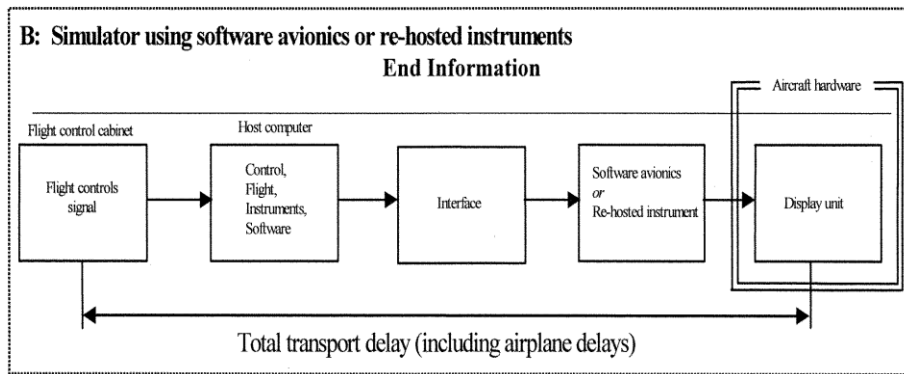 B: Simulator using software avionics or re-hosted instruments
End Information
Aircraft hardware
Flight control cabinet
Host computer
Flight controls
signal
Control,
Flight,
Instruments,
Software
Interface
Software avionics
or
Re-hosted instrument
Display unit
Total transport delay (including airplane delays)